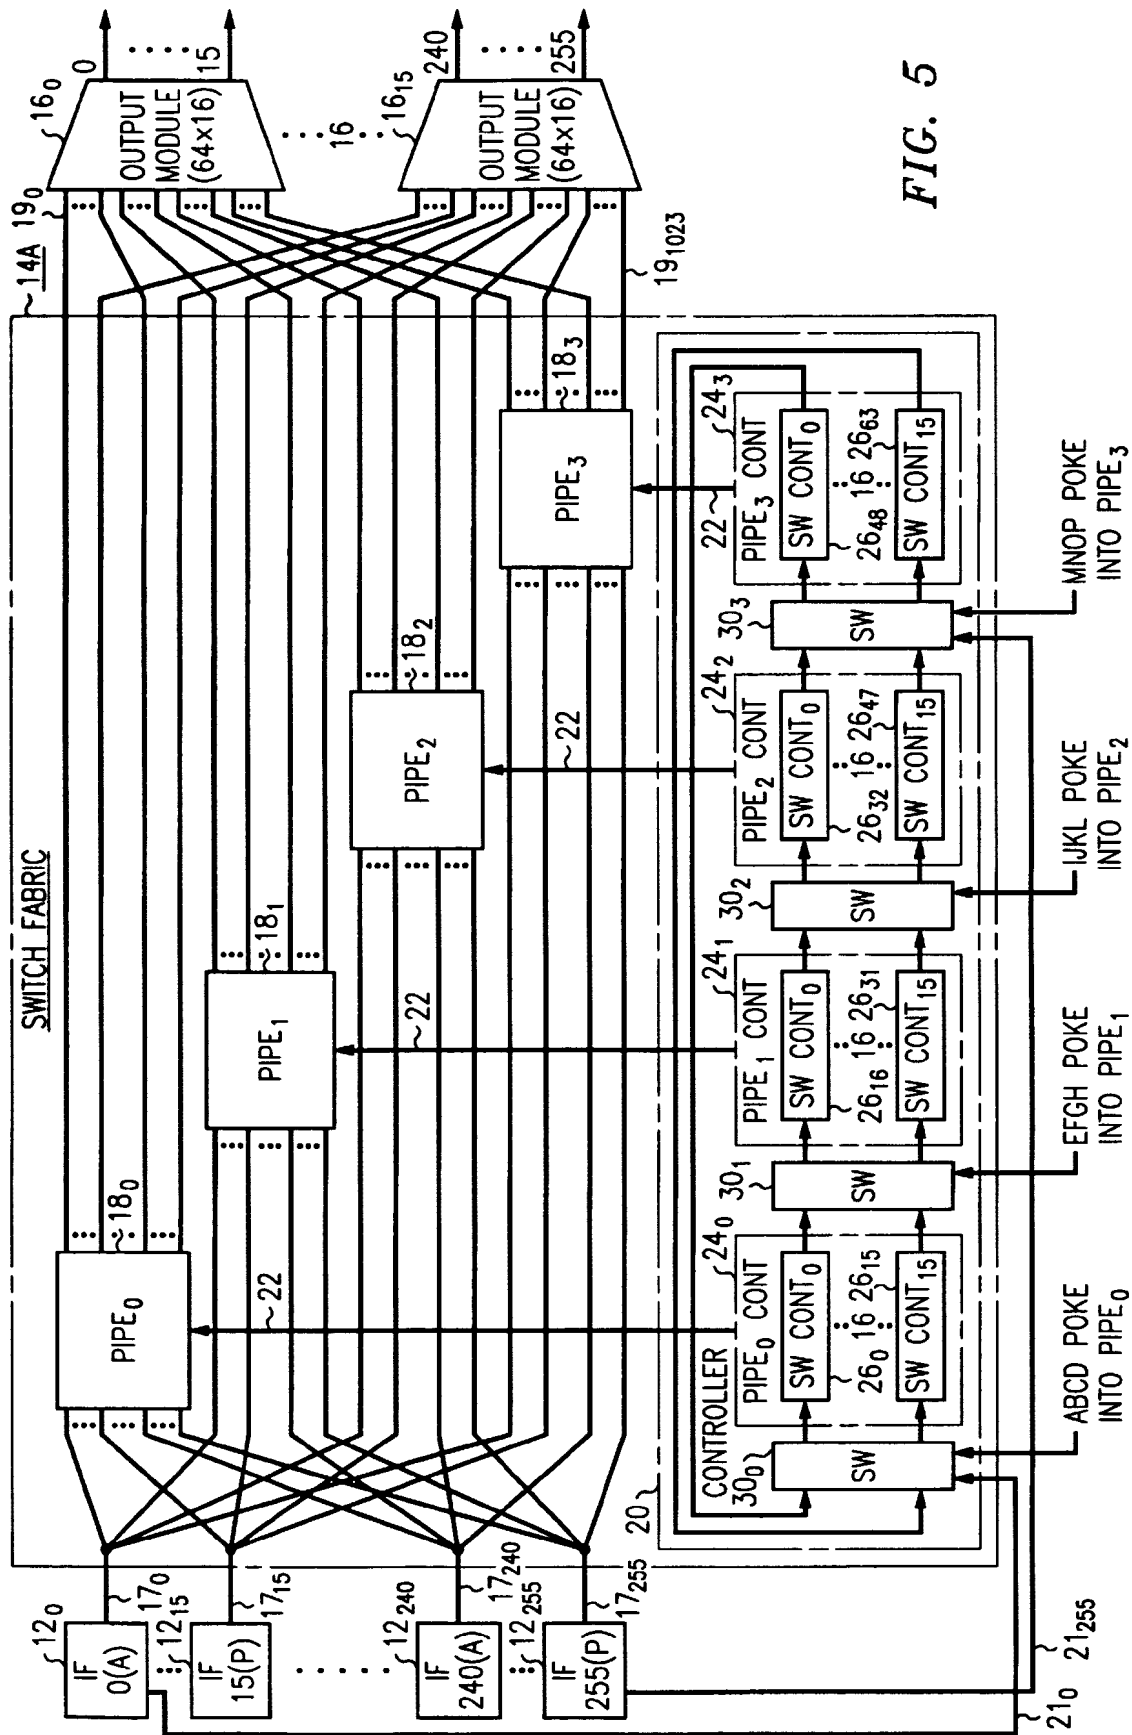 SWITCH FABRIC
14A
12₀
IF
0(A)
12₁₅
IF
15(P)
12₂₄₀
IF
240(A)
12₂₅₅
IF
255(P)
17₀
17₁₅
17₂₄₀
17₂₅₅
21₀
21₂₅₅
PIPE₀
18₀
PIPE₁
18₁
PIPE₂
18₂
PIPE₃
18₃
22
22
22
22
19₀
19₁₀₂₃
16₀
OUTPUT
MODULE
(64×16)
16
16₁₅
OUTPUT
MODULE
(64×16)
0
15
240
255
20
CONTROLLER
30₀
SW
PIPE₀ CONT
24₀
SW CONT₀
26₀
16
26₁₅
SW CONT₁₅
30₁
SW
PIPE₁ CONT
24₁
SW CONT₀
26₁₆
16
26₃₁
SW CONT₁₅
30₂
SW
PIPE₂ CONT
24₂
SW CONT₀
26₃₂
16
26₄₇
SW CONT₁₅
30₃
SW
PIPE₃ CONT
24₃
SW CONT₀
26₄₈
16
26₆₃
SW CONT₁₅
ABCD POKE
INTO PIPE₀
EFGH POKE
INTO PIPE₁
IJKL POKE
INTO PIPE₂
MNOP POKE
INTO PIPE₃
FIG. 5